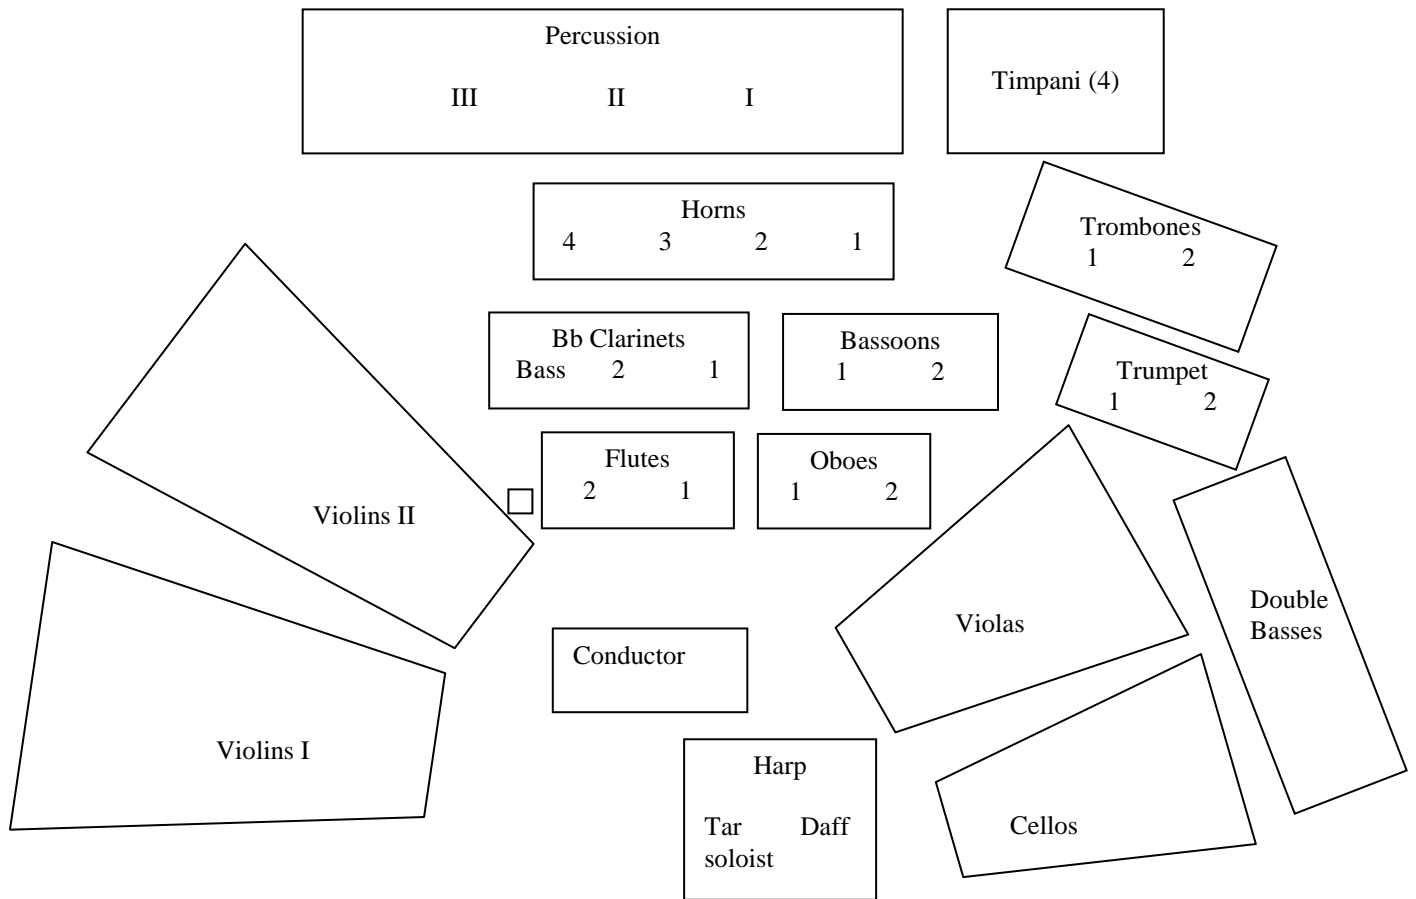 Percussion
III II I
Timpani (4)
Horns
4 3 2 1
Trombones
1 2
Bb Clarinets
Bass 2 1
Bassoons
1 2
Trumpet
1 2
Flutes
2 1
Oboes
1 2
Violins II
Double
Basses
Violas
Conductor
Violins I
Harp
Tar Daff
soloist
Cellos